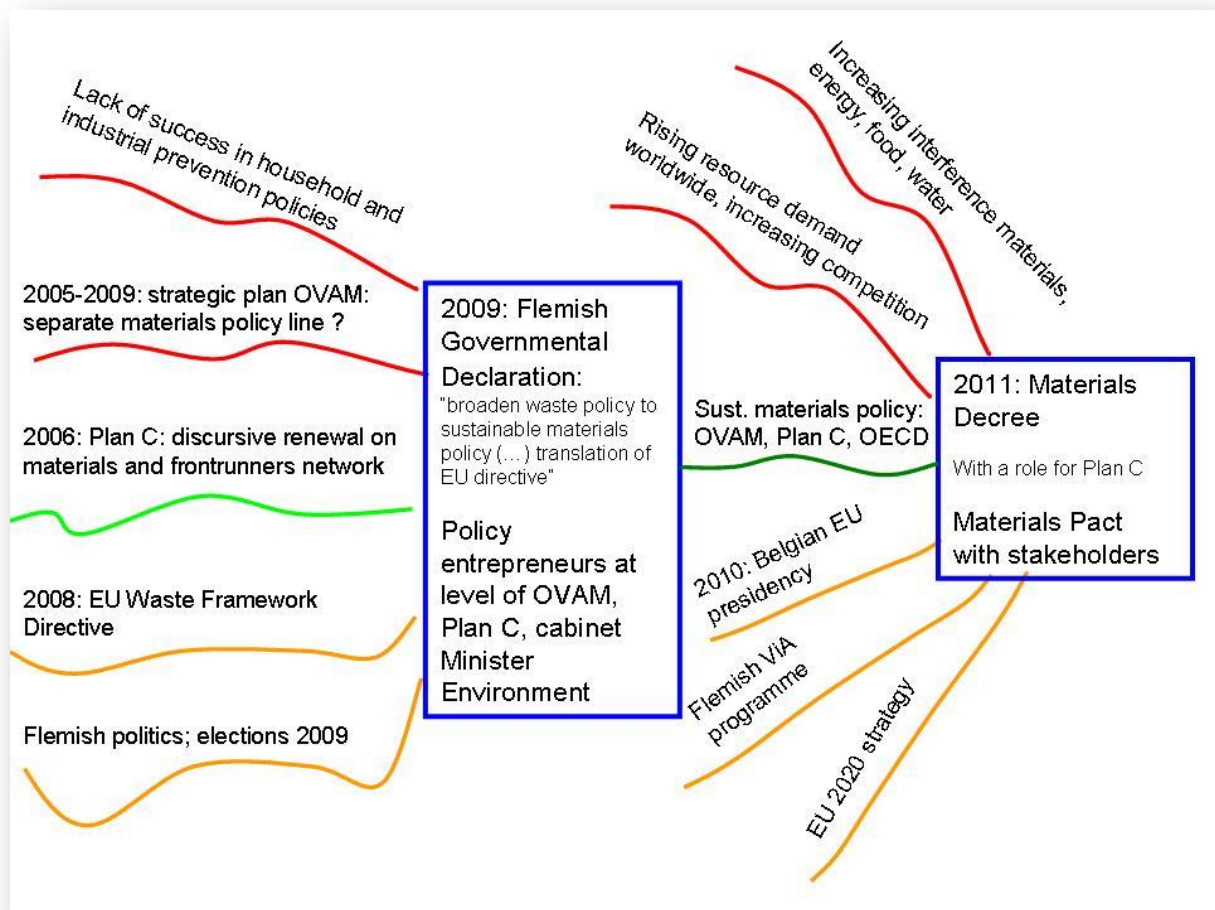 Lack of success in household and
industrial prevention policies
2005-2009: strategic plan OVAM:
separate materials policy line ?
2006: Plan C: discursive renewal on
materials and frontrunners network
2008: EU Waste Framework
Directive
Flemish politics; elections 2009
2009: Flemish
Governmental
Declaration:
"broaden waste policy to
sustainable materials
policy (...) translation of
EU directive"
Policy
entrepreneurs at
level of OVAM,
Plan C, cabinet
Minister
Environment
Increasing interference materials,
energy, food, water
Rising resource demand
worldwide, increasing competition
Sust. materials policy:
OVAM, Plan C, OECD
2010: Belgian EU
presidency
Flemish ViA
programme
EU 2020 strategy
2011: Materials
Decree
With a role for Plan C
Materials Pact
with stakeholders